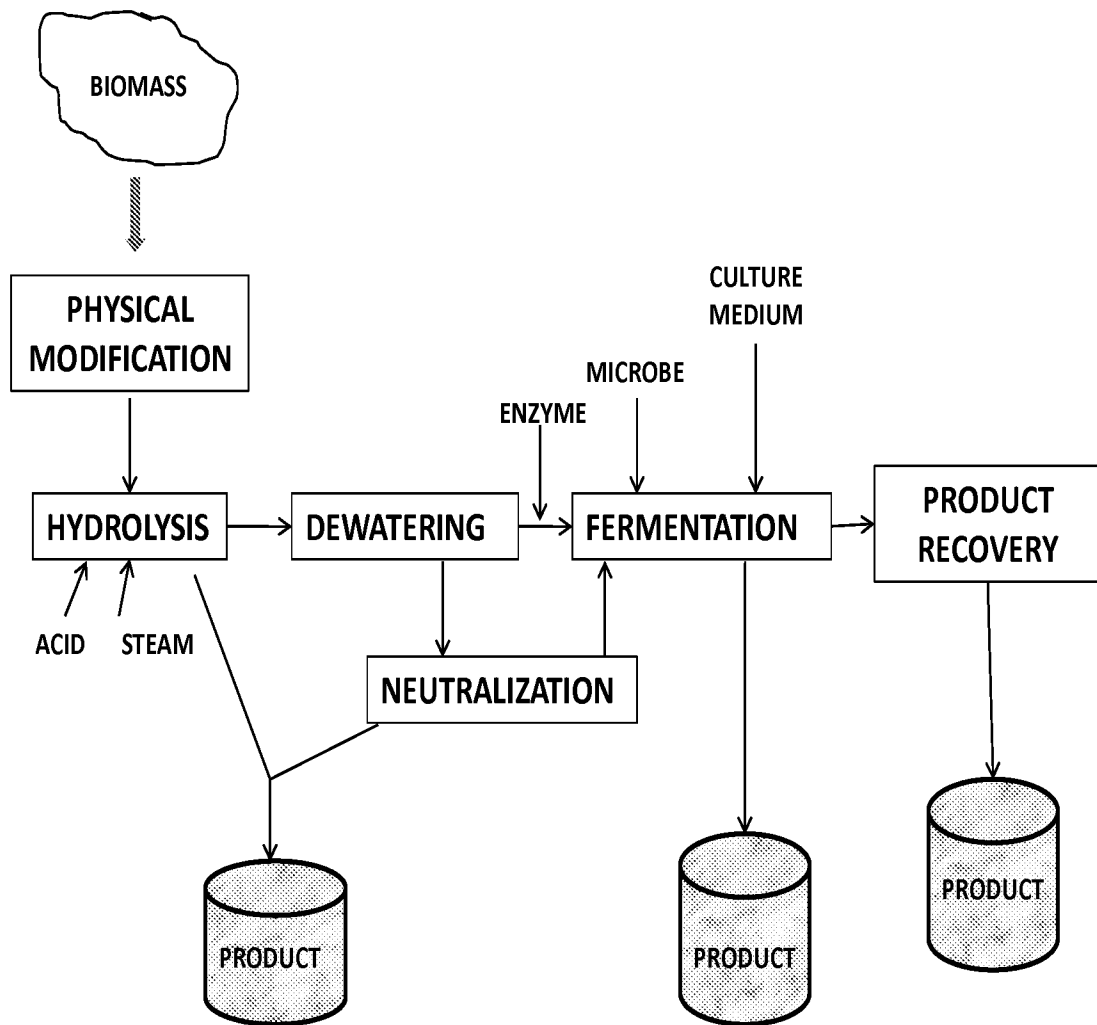 BIOMASS
PHYSICAL
MODIFICATION
CULTURE
MEDIUM
MICROBE
ENZYME
HYDROLYSIS
DEWATERING
FERMENTATION
PRODUCT
RECOVERY
ACID
STEAM
NEUTRALIZATION
PRODUCT
PRODUCT
PRODUCT